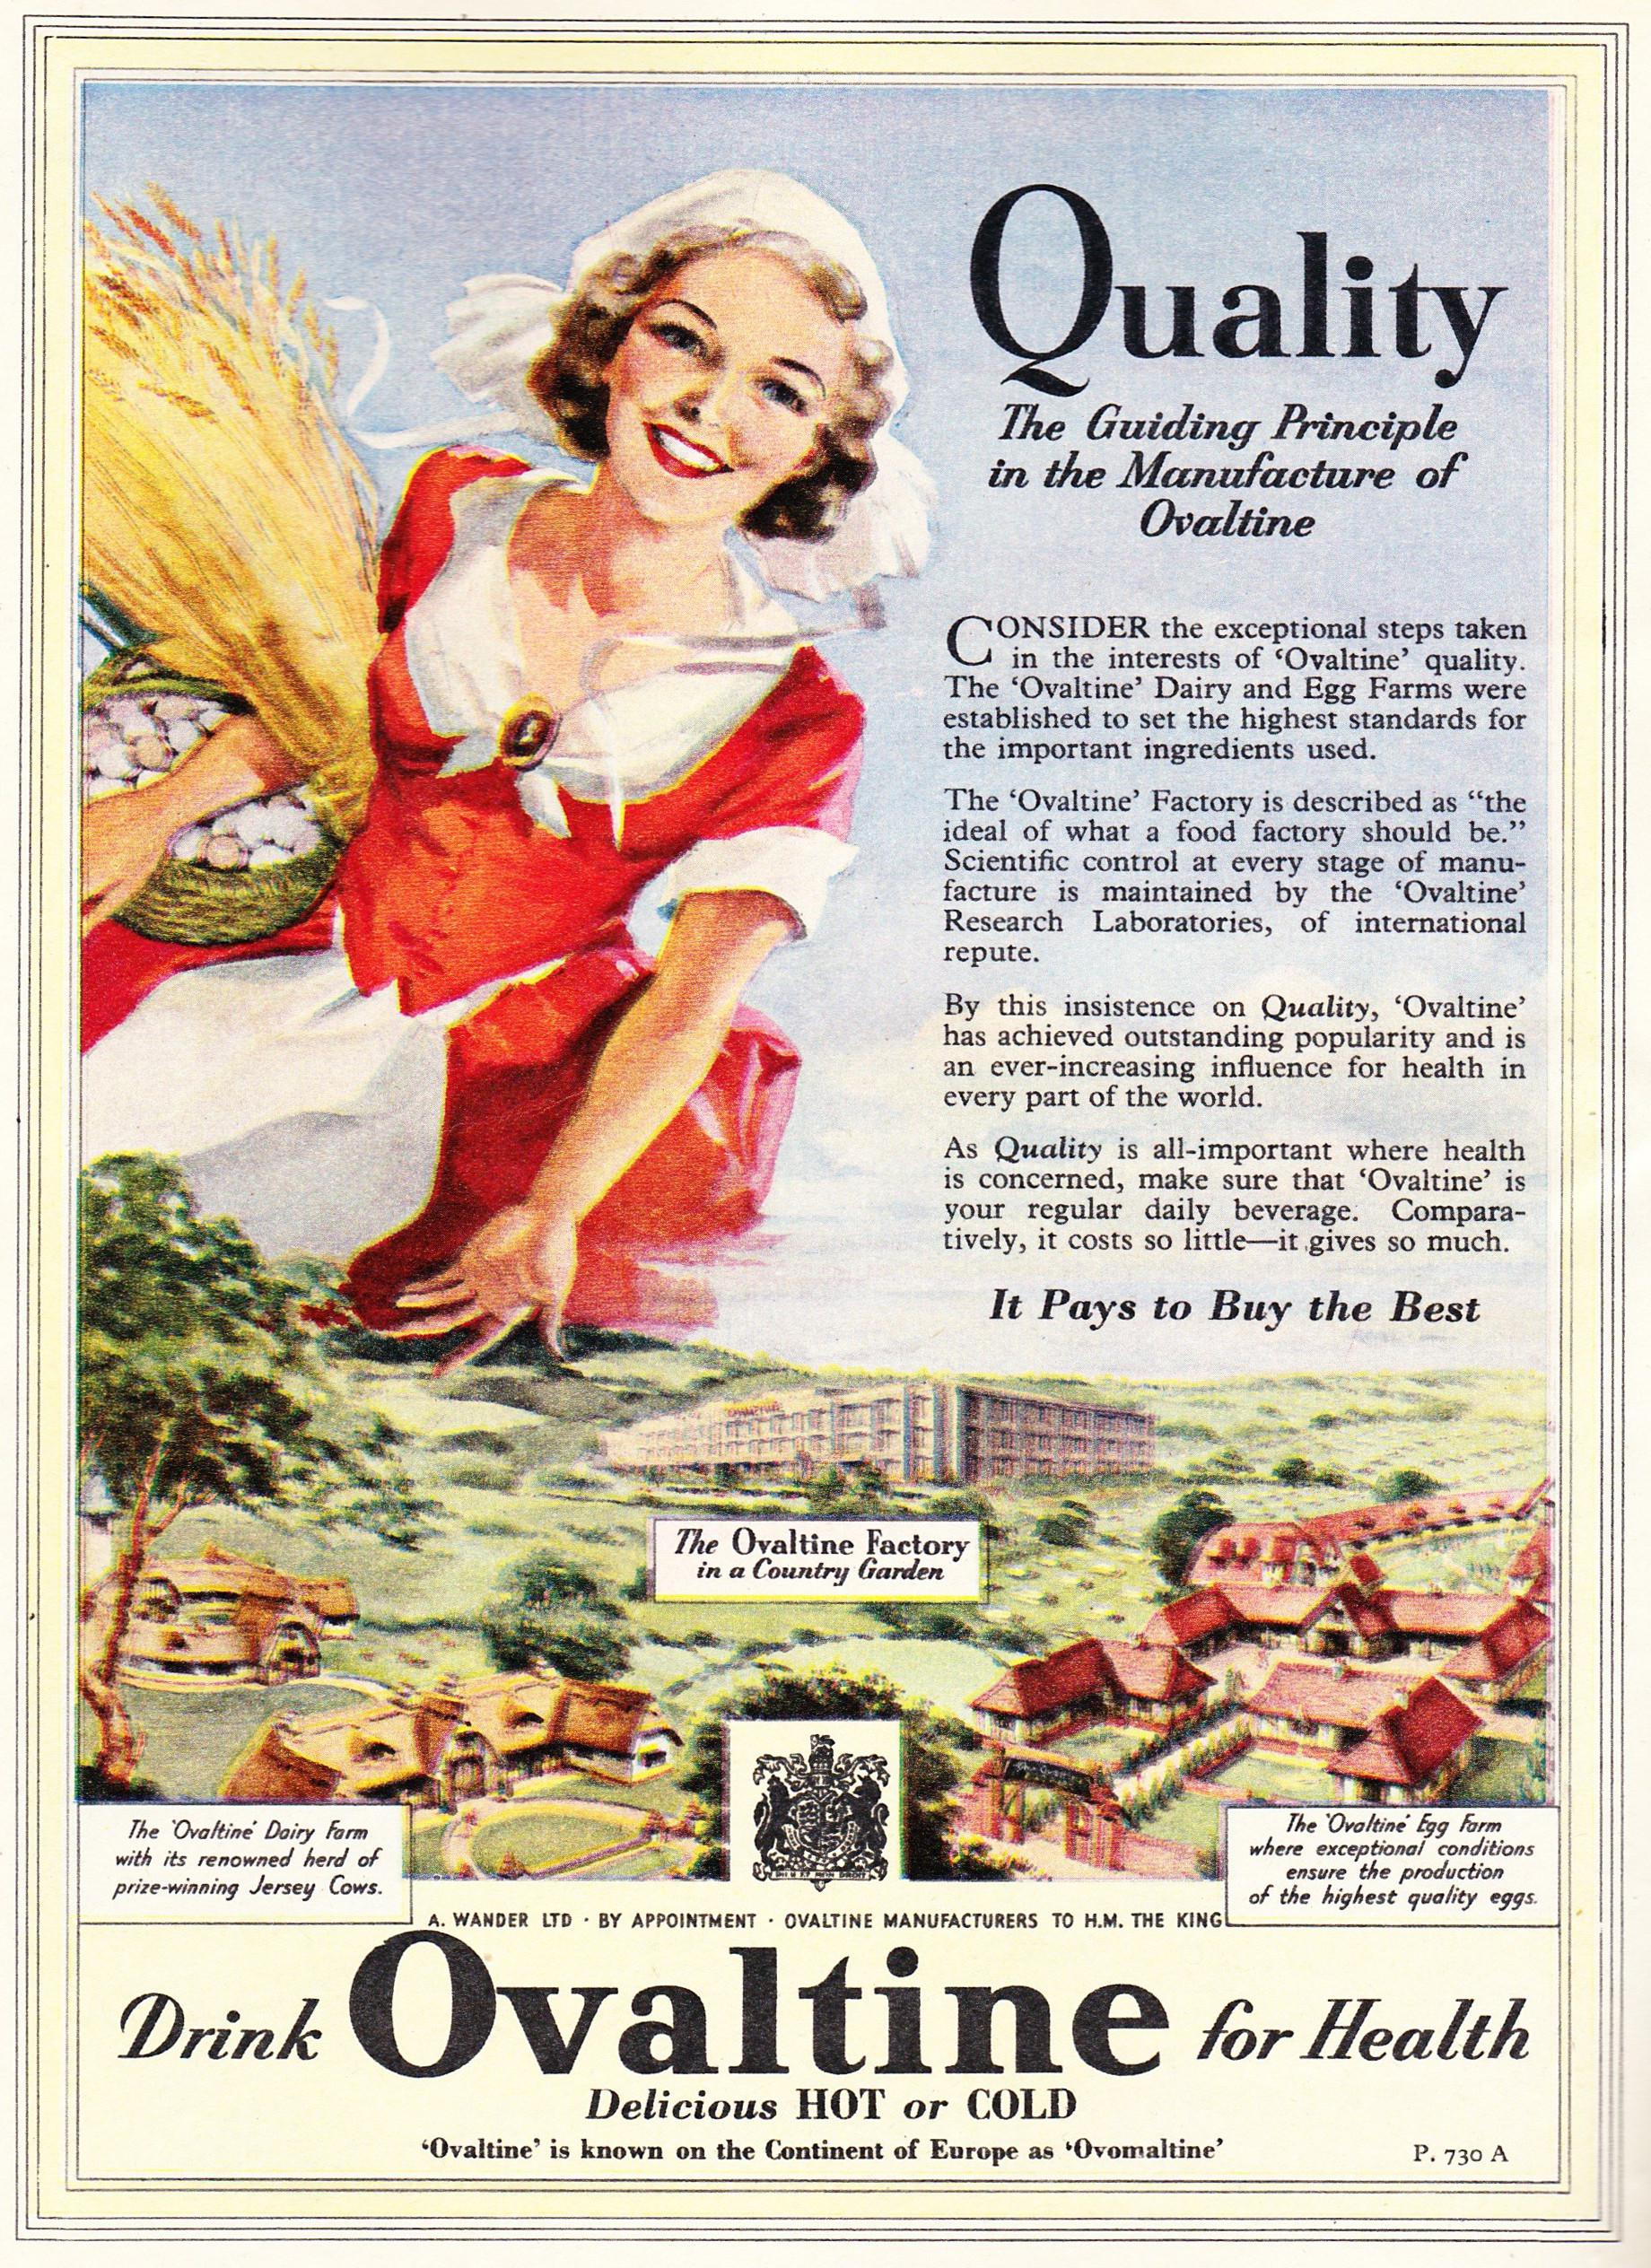 Quality
The Guiding Principle
in the Manufacture of
Ovaltine
CONSIDER the exceptional steps taken
in the interests of ‘Ovaltine’ quality.
The ‘Ovaltine’ Dairy and Egg Farms were
established to set the highest standards for
the important ingredients used.
The ‘Ovaltine’ Factory is described as “the
ideal of what a food factory should be.”
Scientific control at every stage of manu-
facture is maintained by the ‘Ovaltine’
Research Laboratories, of international
repute.
By this insistence on Quality, ‘Ovaltine’
has achieved outstanding popularity and is
an ever-increasing influence for health in
every part of the world.
As Quality is all-important where health
is concerned, make sure that ‘Ovaltine’ is
your regular daily beverage. Compara-
tively, it costs so little—it gives so much.
It Pays to Buy the Best
The Ovaltine Factory
in a Country Garden
The ‘Ovaltine’ Dairy Farm
with its renowned herd of
prize-winning Jersey Cows.
The ‘Ovaltine’ Egg Farm
where exceptional conditions
ensure the production
of the highest quality eggs.
A. WANDER LTD · BY APPOINTMENT · OVALTINE MANUFACTURERS TO H.M. THE KING
Drink Ovaltine for Health
Delicious HOT or COLD
‘Ovaltine’ is known on the Continent of Europe as ‘Ovomaltine’
P. 730 A